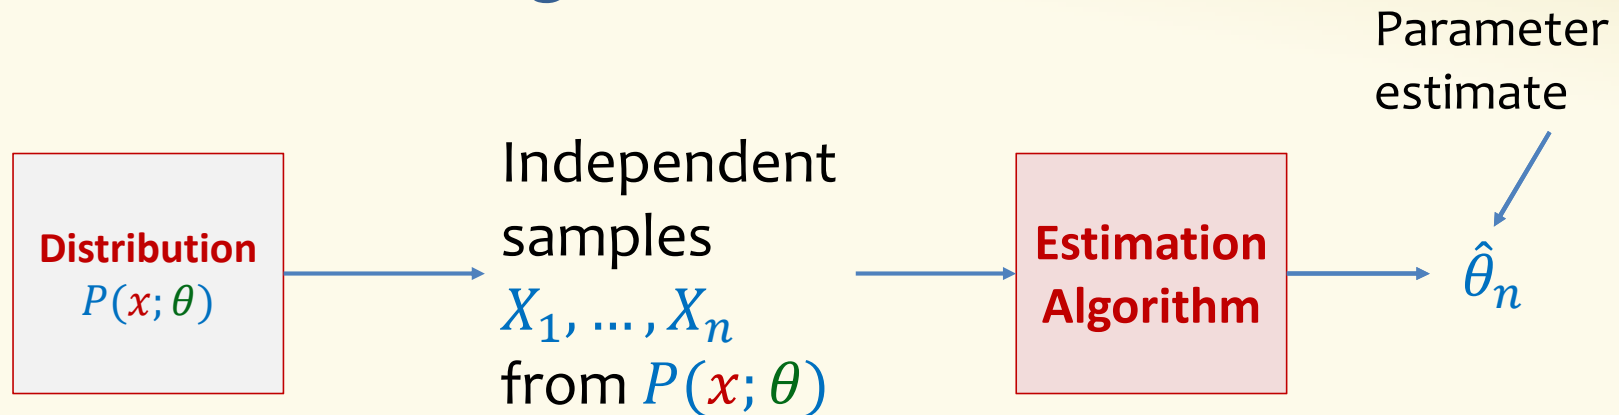 Parameter
estimate
Distribution
P(x; θ)
Independent
samples
X₁, … , Xₙ
from P(x; θ)
Estimation
Algorithm
θ̂ₙ